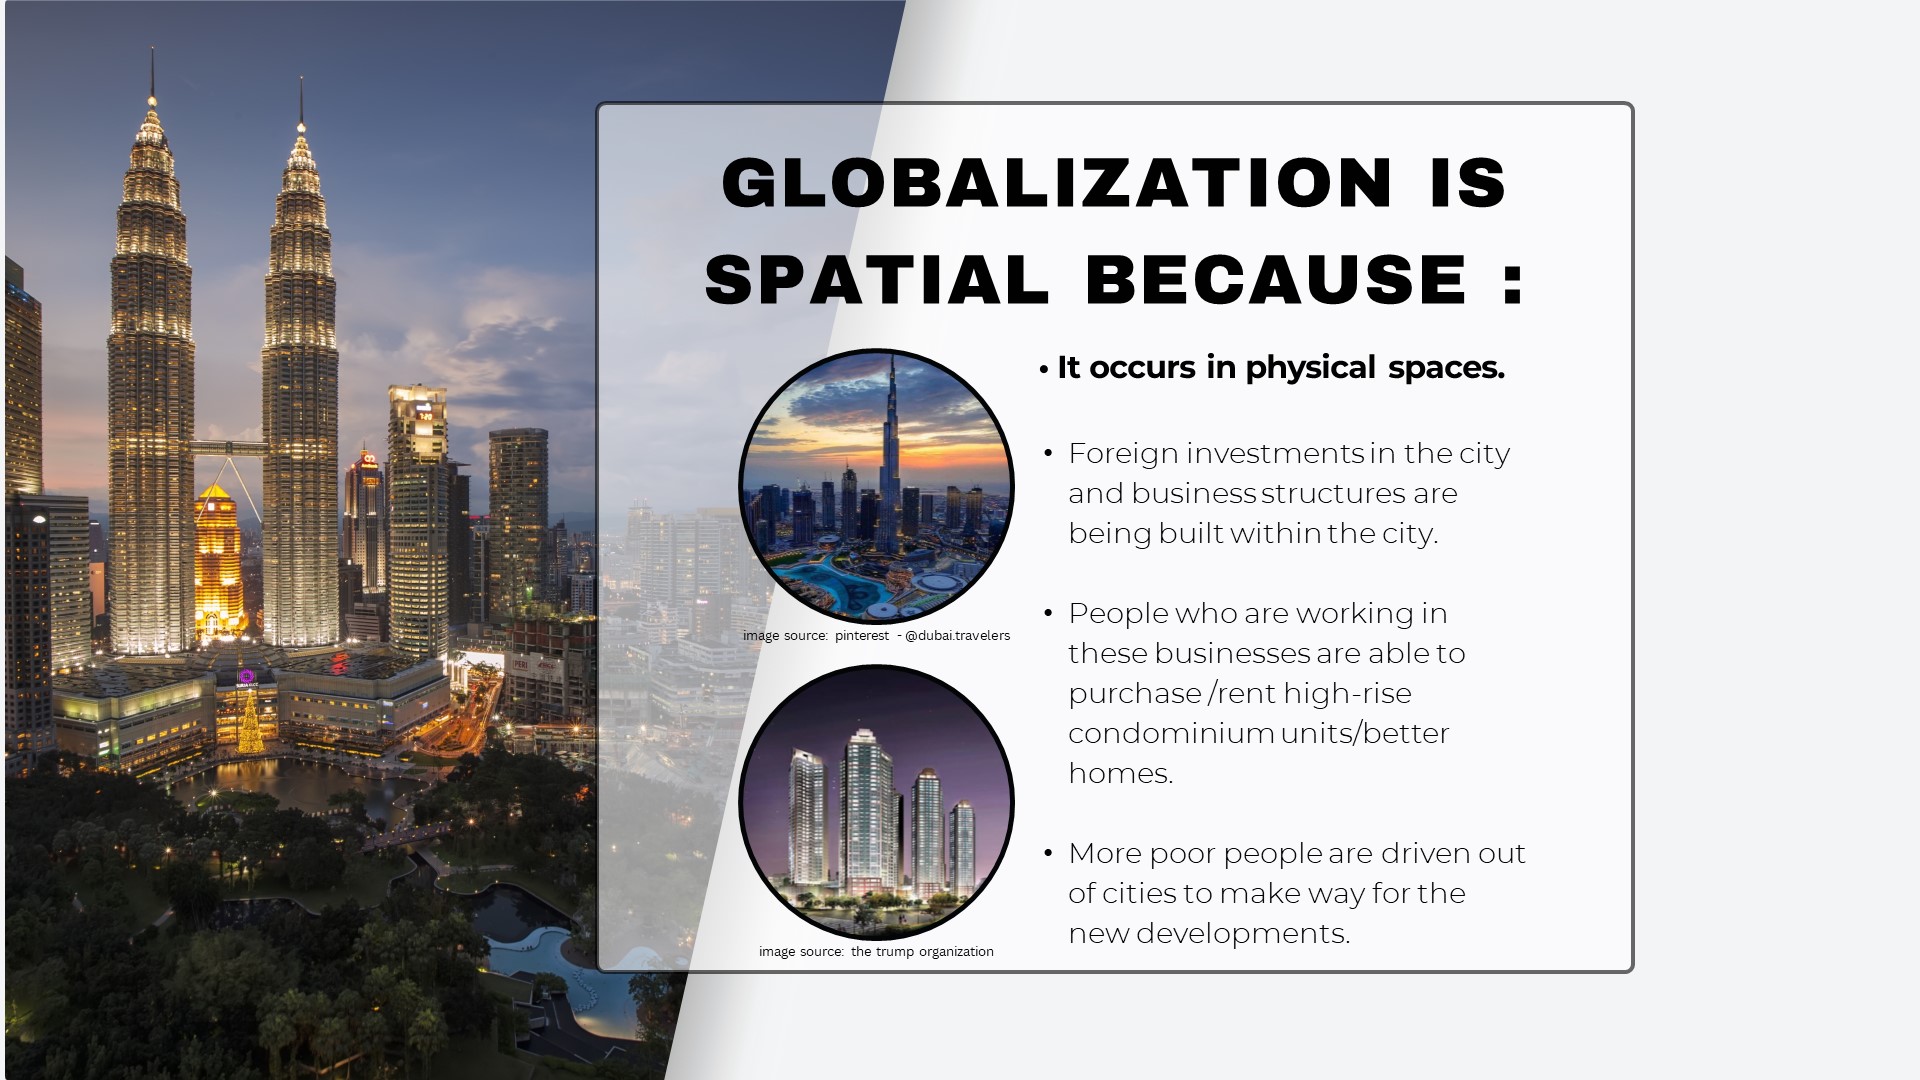 GLOBALIZATION IS
SPATIAL BECAUSE :
• It occurs in physical spaces.
• Foreign investments in the city
and business structures are
being built within the city.
• People who are working in
these businesses are able to
purchase /rent high-rise
condominium units/better
homes.
• More poor people are driven out
of cities to make way for the
new developments.
image source: pinterest - @dubai.travelers
image source: the trump organization
PERI